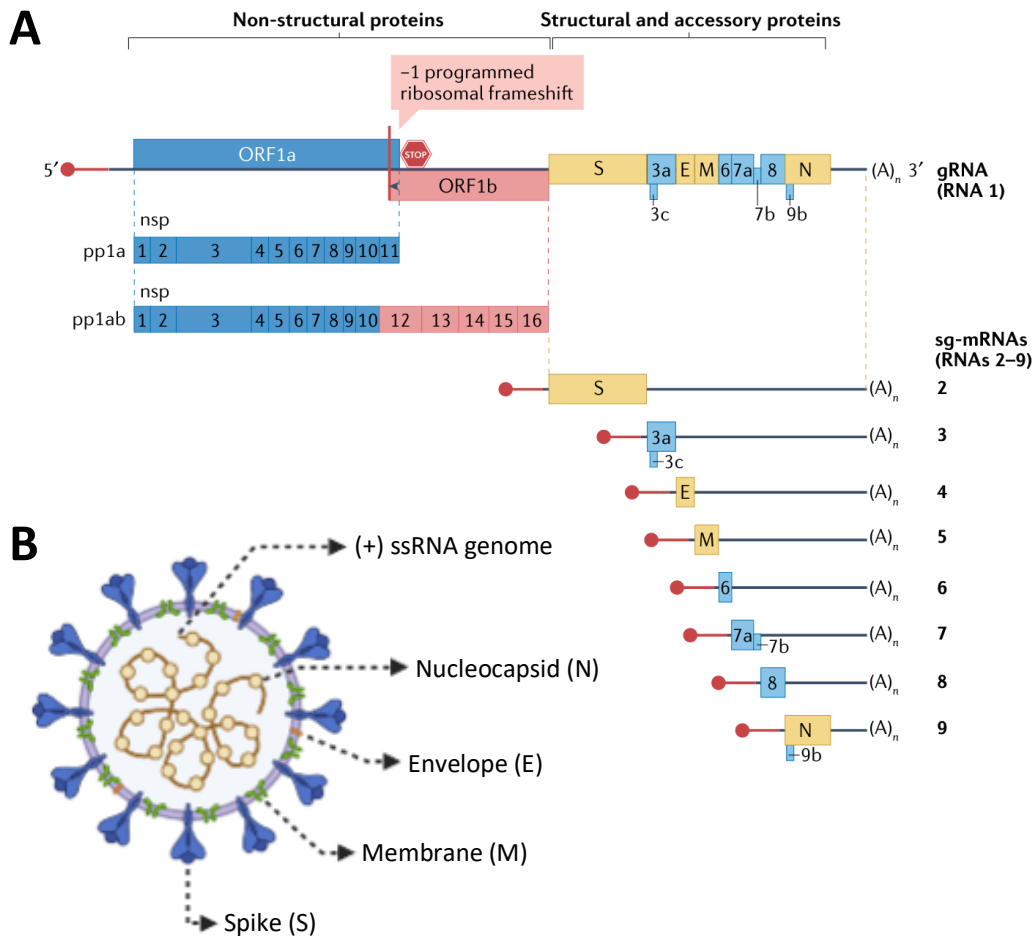 A
Non-structural proteins
Structural and accessory proteins
−1 programmed
ribosomal frameshift
5′
ORF1a
STOP
ORF1b
S
3a
E
M
6
7a
8
N
(A)n 3′
gRNA
(RNA 1)
3c
7b
9b
nsp
pp1a
1 2 3 4 5 6 7 8 9 10 11
nsp
pp1ab
1 2 3 4 5 6 7 8 9 10 12 13 14 15 16
sg-mRNAs
(RNAs 2–9)
S (A)n 2
3a (A)n 3
3c
E (A)n 4
M (A)n 5
6 (A)n 6
7a (A)n 7
7b
8 (A)n 8
N (A)n 9
9b
B
(+) ssRNA genome
Nucleocapsid (N)
Envelope (E)
Membrane (M)
Spike (S)